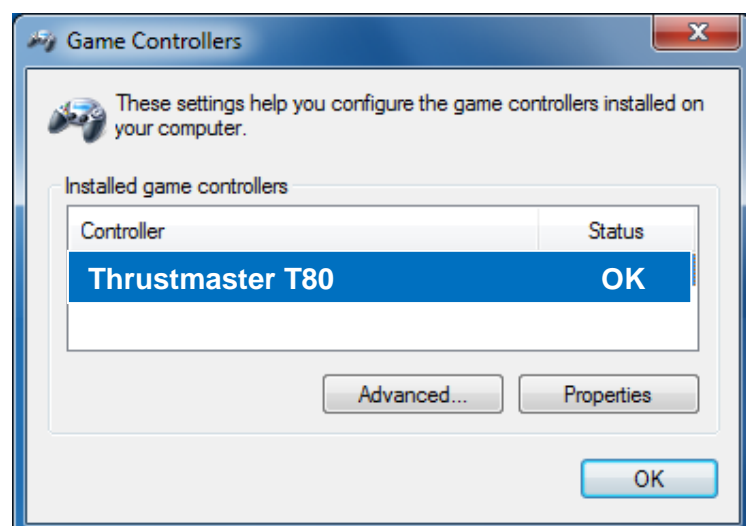 Game Controllers
These settings help you configure the game controllers installed on
your computer.
Installed game controllers
Controller Status
Thrustmaster T80 OK
Advanced... Properties
OK